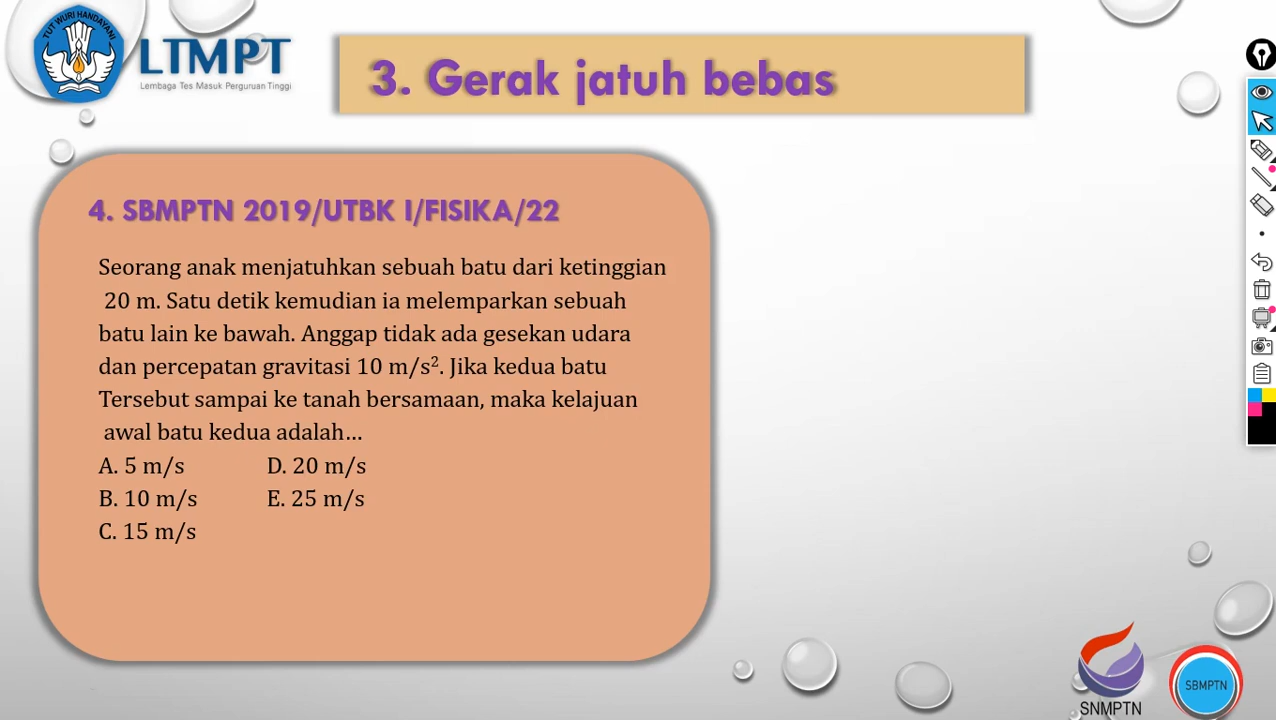 TUT WURI HANDAYANI
LTMPT
Lembaga Tes Masuk Perguruan Tinggi
3. Gerak jatuh bebas
4. SBMPTN 2019/UTBK I/FISIKA/22
Seorang anak menjatuhkan sebuah batu dari ketinggian
20 m. Satu detik kemudian ia melemparkan sebuah
batu lain ke bawah. Anggap tidak ada gesekan udara
dan percepatan gravitasi 10 m/s². Jika kedua batu
Tersebut sampai ke tanah bersamaan, maka kelajuan
awal batu kedua adalah…
A. 5 m/s D. 20 m/s
B. 10 m/s E. 25 m/s
C. 15 m/s
SNMPTN
SBMPTN